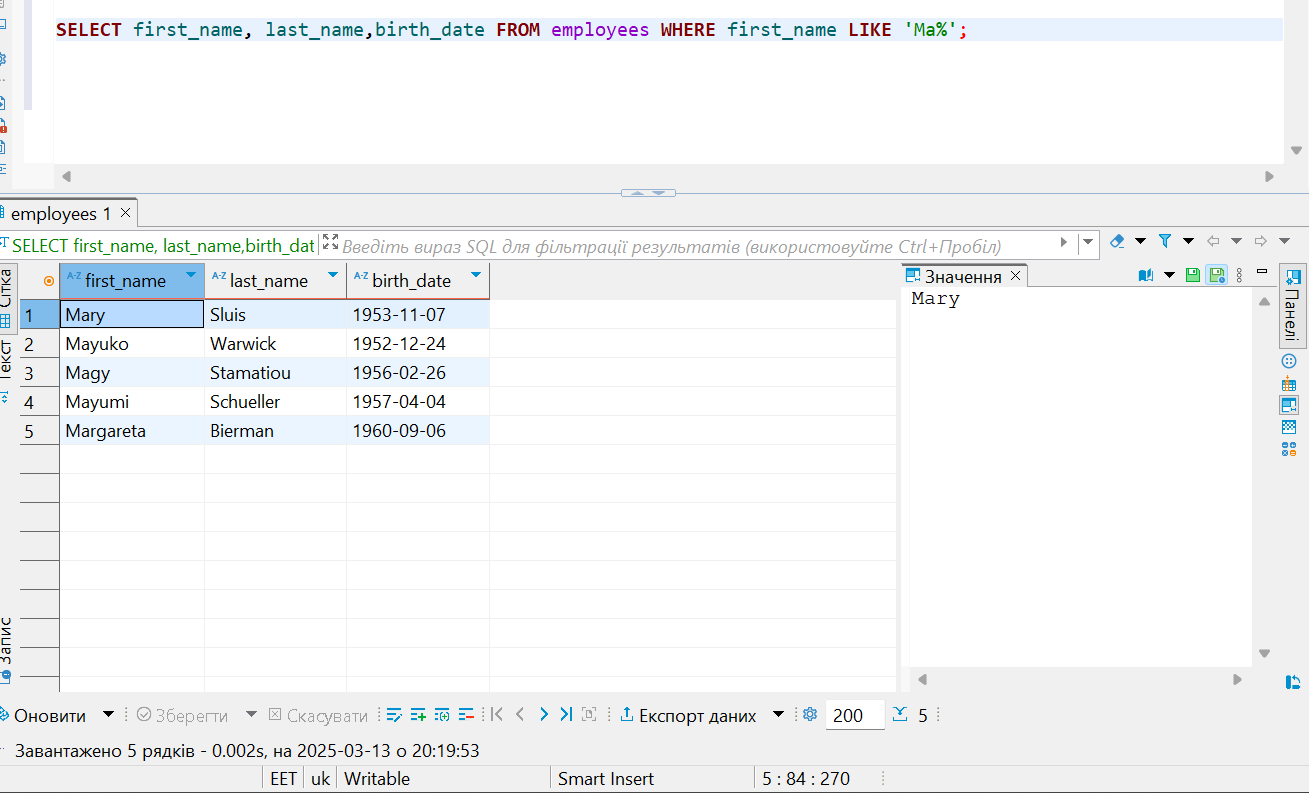 SELECT first_name, last_name,birth_date FROM employees WHERE first_name LIKE 'Ma%';
employees 1
SELECT first_name, last_name,birth_dat Введіть вираз SQL для фільтрації результатів (використовуйте Ctrl+Пробіл)
Сітка
Текст
Запис
A-Z first_name A-Z last_name A-Z birth_date
1 Mary Sluis 1953-11-07
2 Mayuko Warwick 1952-12-24
3 Magy Stamatiou 1956-02-26
4 Mayumi Schueller 1957-04-04
5 Margareta Bierman 1960-09-06
Значення
Mary
Панелі
Оновити Зберегти Скасувати Експорт даних 200 5
Завантажено 5 рядків - 0.002s, на 2025-03-13 о 20:19:53
EET uk Writable Smart Insert 5 : 84 : 270